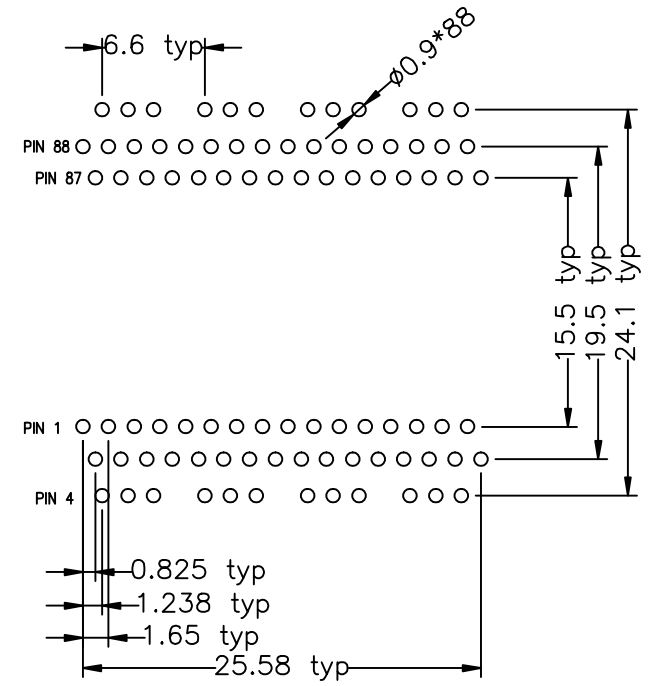 6.6 typ
ø0.9*88
PIN 88
PIN 87
15.5 typ
19.5 typ
24.1 typ
PIN 1
PIN 4
0.825 typ
1.238 typ
1.65 typ
25.58 typ